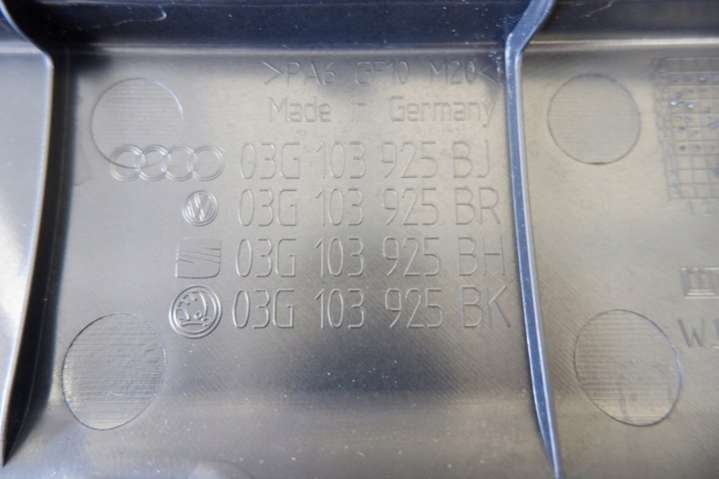 >PA6 GF10 M20<
Made in Germany
03G 103 925 BJ
03G 103 925 BR
03G 103 925 BH
03G 103 925 BK